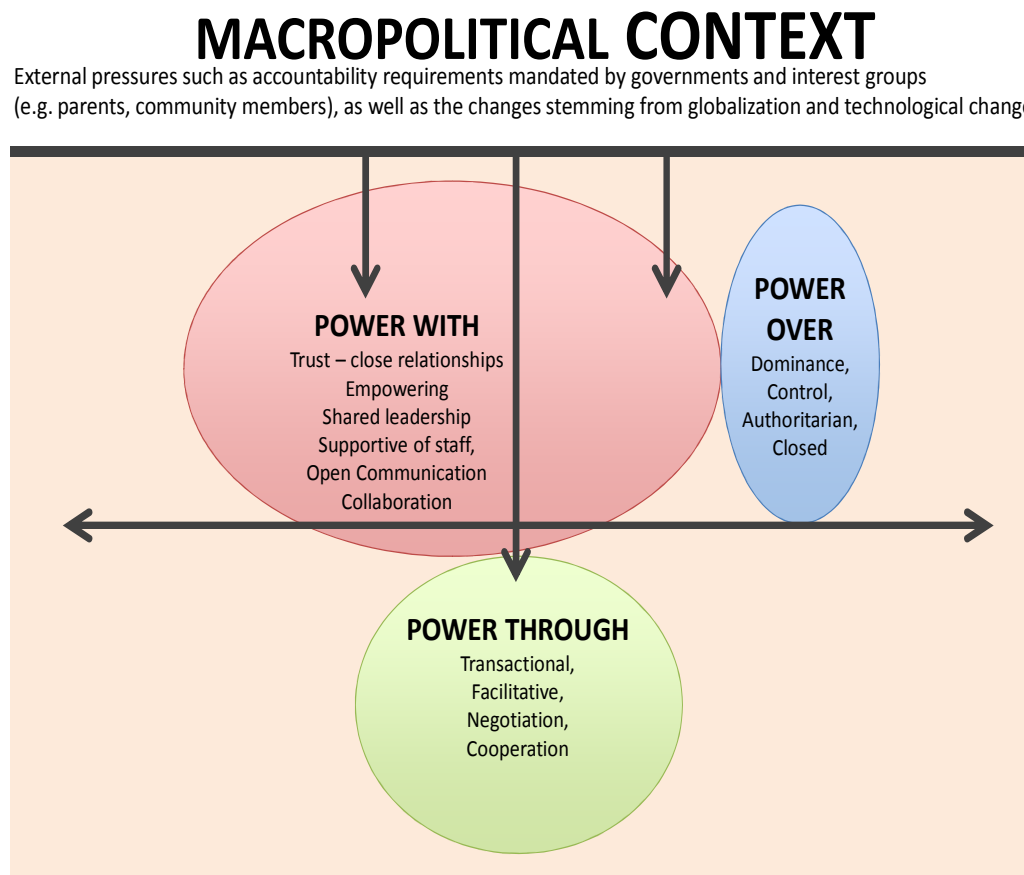 MACROPOLITICAL CONTEXT
External pressures such as accountability requirements mandated by governments and interest groups
(e.g. parents, community members), as well as the changes stemming from globalization and technological change
POWER WITH
Trust – close relationships
Empowering
Shared leadership
Supportive of staff,
Open Communication
Collaboration
POWER
OVER
Dominance,
Control,
Authoritarian,
Closed
POWER THROUGH
Transactional,
Facilitative,
Negotiation,
Cooperation